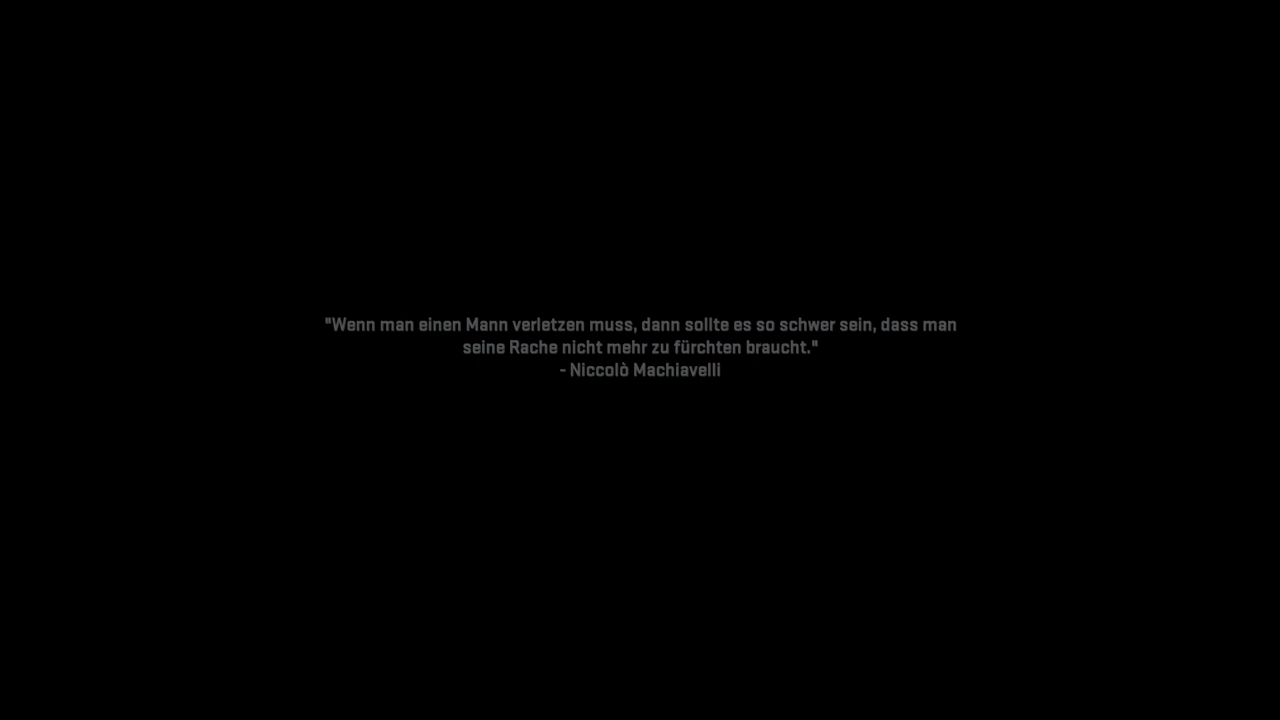 "Wenn man einen Mann verletzen muss, dann sollte es so schwer sein, dass man
seine Rache nicht mehr zu fürchten braucht."
- Niccolò Machiavelli